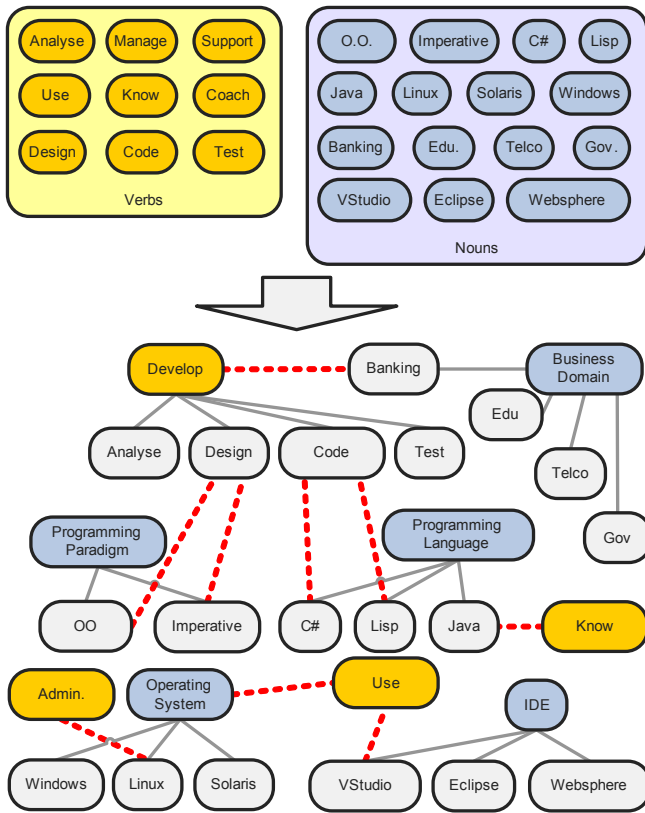 Analyse Manage Support
Use Know Coach
Design Code Test
Verbs
O.O. Imperative C# Lisp
Java Linux Solaris Windows
Banking Edu. Telco Gov.
VStudio Eclipse Websphere
Nouns
Develop
Banking
Business
Domain
Edu
Analyse
Design
Code
Test
Telco
Programming
Paradigm
Programming
Language
Gov
OO
Imperative
C#
Lisp
Java
Know
Admin.
Operating
System
Use
IDE
Windows
Linux
Solaris
VStudio
Eclipse
Websphere